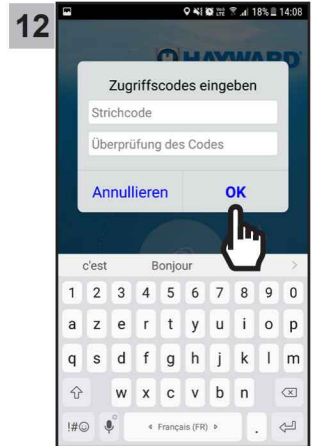 12
18% 14:08
HAYWARD
Zugriffscodes eingeben
Strichcode
Überprüfung des Codes
Annullieren OK
c'est Bonjour
1 2 3 4 5 6 7 8 9 0
a z e r t y u i o p
q s d f g h j k l m
w x c v b n
!#☺ Français (FR) .